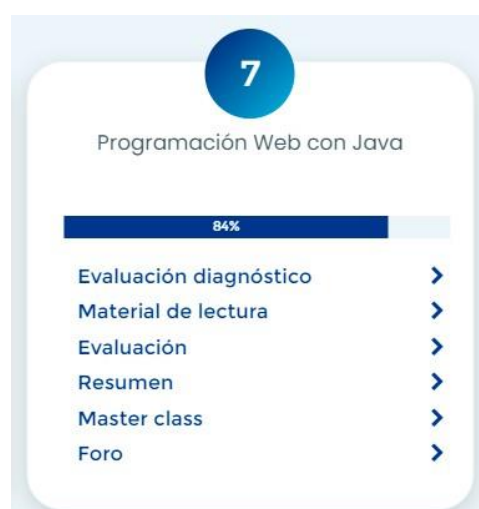 7
Programación Web con Java
84%
Evaluación diagnóstico
Material de lectura
Evaluación
Resumen
Master class
Foro